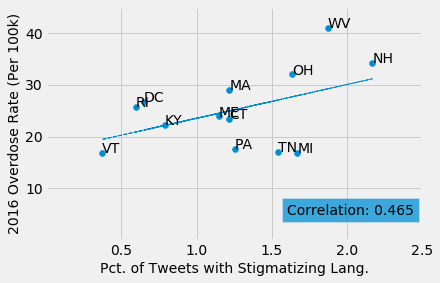 2016 Overdose Rate (Per 100k)
40
30
20
10
WV
NH
OH
MA
DC
RI
ME
CT
KY
VT
PA
TN
MI
Correlation: 0.465
0.5
1.0
1.5
2.0
2.5
Pct. of Tweets with Stigmatizing Lang.